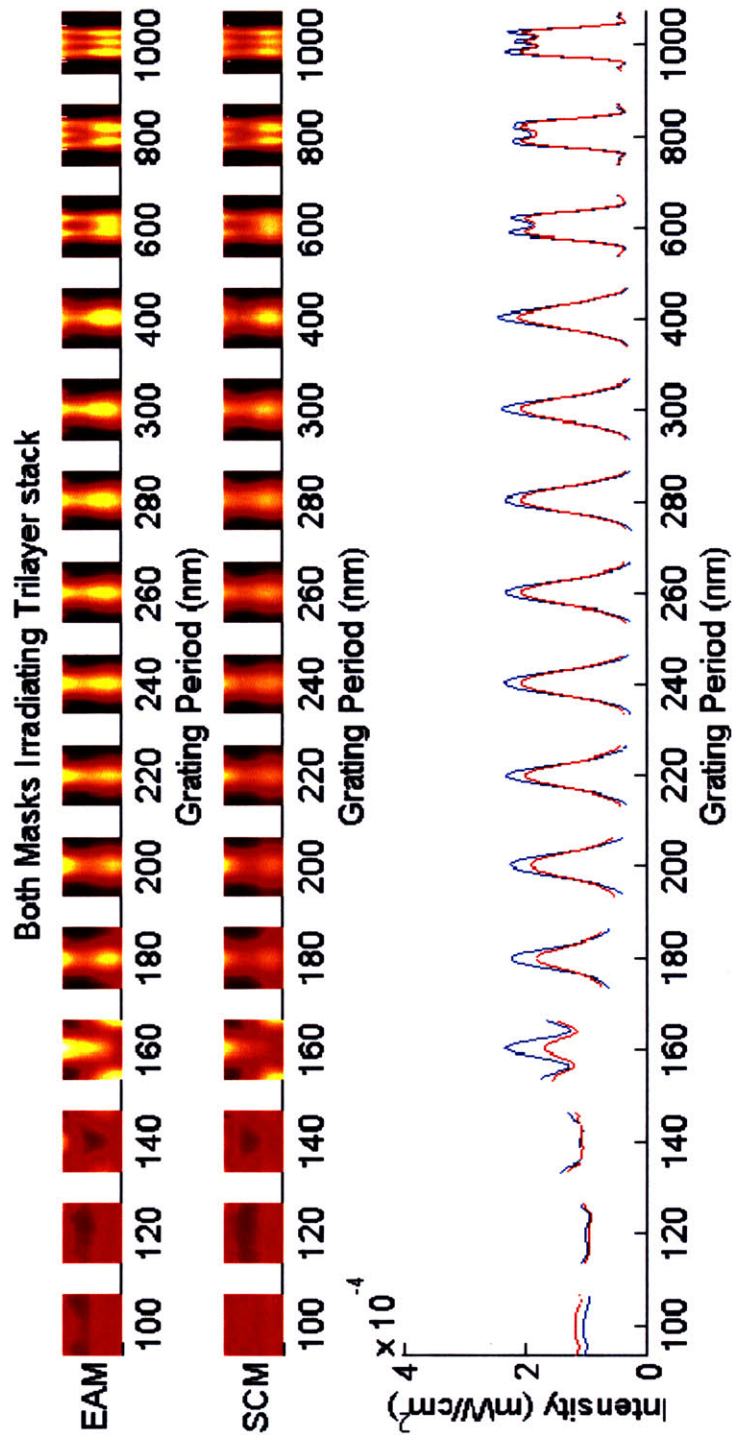 Both Masks Irradiating Trilayer stack
EAM
100 120 140 160 180 200 220 240 260 280 300 400 600 800 1000
Grating Period (nm)
SCM
100 120 140 160 180 200 220 240 260 280 300 400 600 800 1000
Grating Period (nm)
x 10⁻⁴
4
2
0
Intensity (mW/cm²)
100 120 140 160 180 200 220 240 260 280 300 400 600 800 1000
Grating Period (nm)